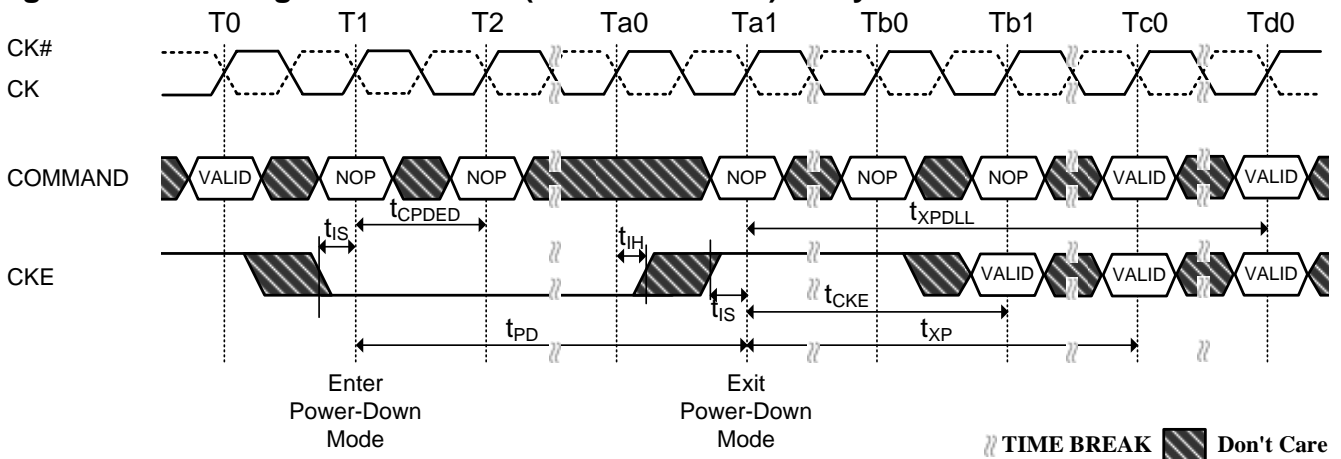 T0 T1 T2 Ta0 Ta1 Tb0 Tb1 Tc0 Td0
CK#
CK
COMMAND VALID NOP NOP NOP NOP NOP VALID VALID
tCPDED tXPDLL
tIS tIH
CKE VALID VALID VALID
tIS tCKE
tPD tXP
Enter
Power-Down
Mode
Exit
Power-Down
Mode
TIME BREAK Don't Care